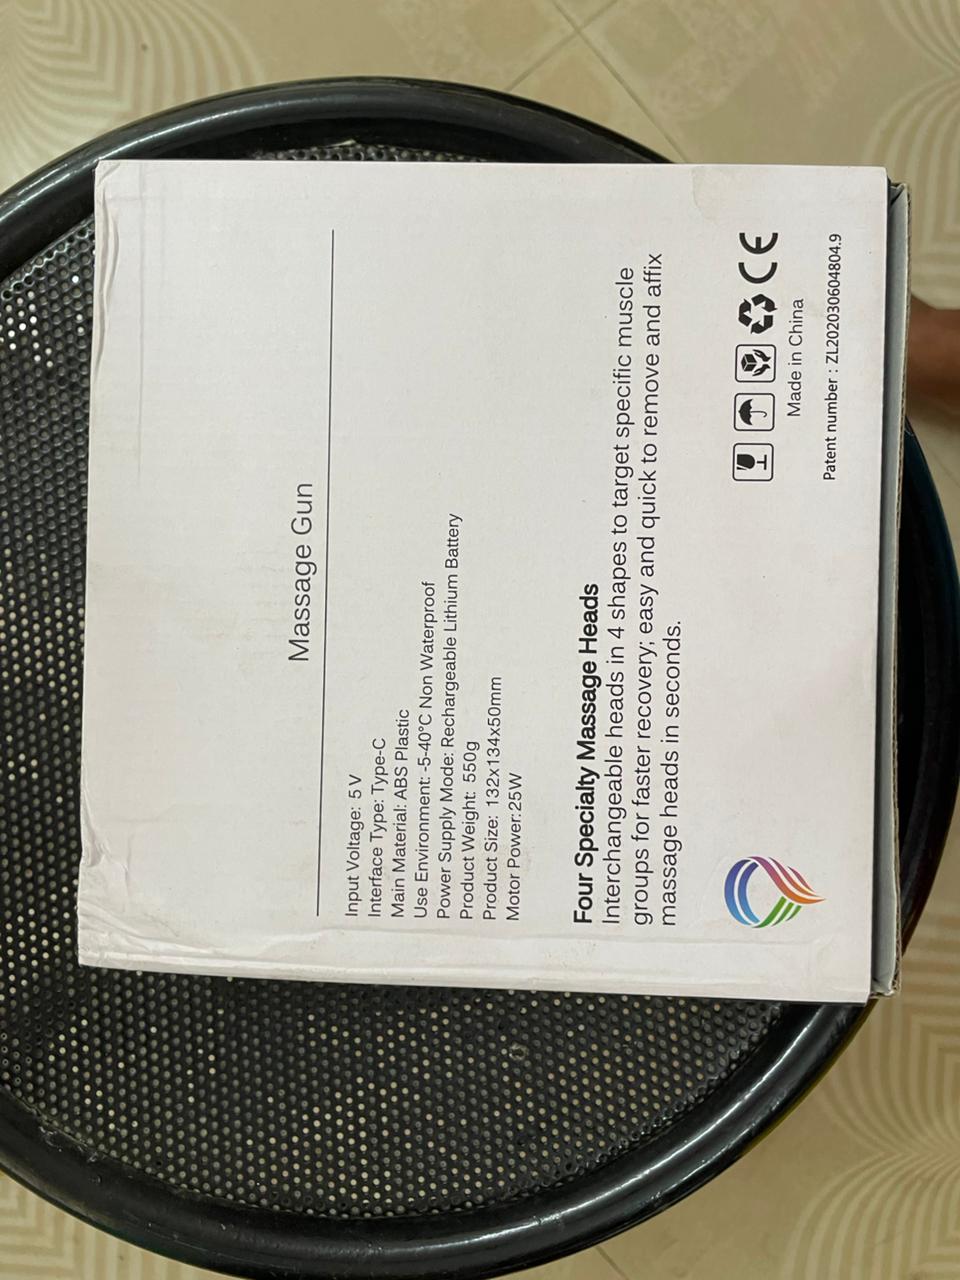 Massage Gun
Input Voltage: 5 V
Interface Type: Type-C
Main Material: ABS Plastic
Use Environment: -5-40°C Non Waterproof
Power Supply Mode: Rechargeable Lithium Battery
Product Weight: 550g
Product Size: 132x134x50mm
Motor Power:25W
Four Specialty Massage Heads
Interchangeable heads in 4 shapes to target specific muscle
groups for faster recovery; easy and quick to remove and affix
massage heads in seconds.
CE
Made in China
Patent number : ZL202030604804.9